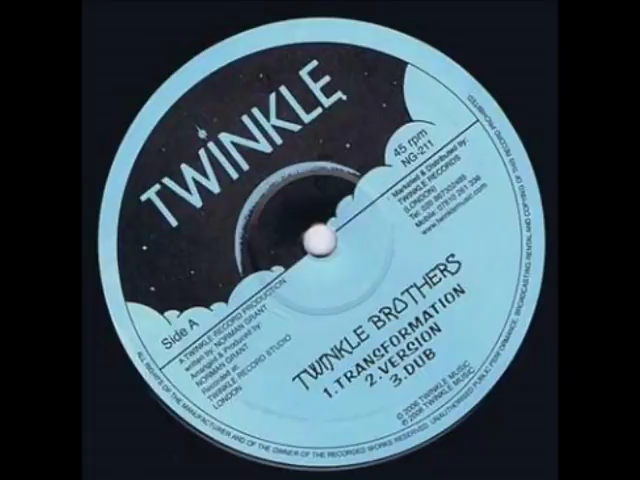 TWINKLE
45 rpm
NG-211
Marketed & Distributed by:
TWINKLE RECORDS
(LONDON)
www.twinklemusic.com
Side A
A TWINKLE RECORD PRODUCTION
written by: NORMAN GRANT
Arranged & Produced by:
NORMAN GRANT
Recorded at:
TWINKLE RECORD STUDIO
LONDON
TWINKLE BROTHERS
1.TRANSFORMATION
2.VERSION
3.DUB
© 2006 TWINKLE MUSIC
℗ 2006 TWINKLE MUSIC
ALL RIGHTS OF THE MANUFACTURER AND OF THE OWNER OF THE RECORDED WORKS RESERVED. UNAUTHORISED PUBLIC PERFORMANCE, BROADCASTING, RENTAL AND COPYING OF THIS RECORD PROHIBITED.